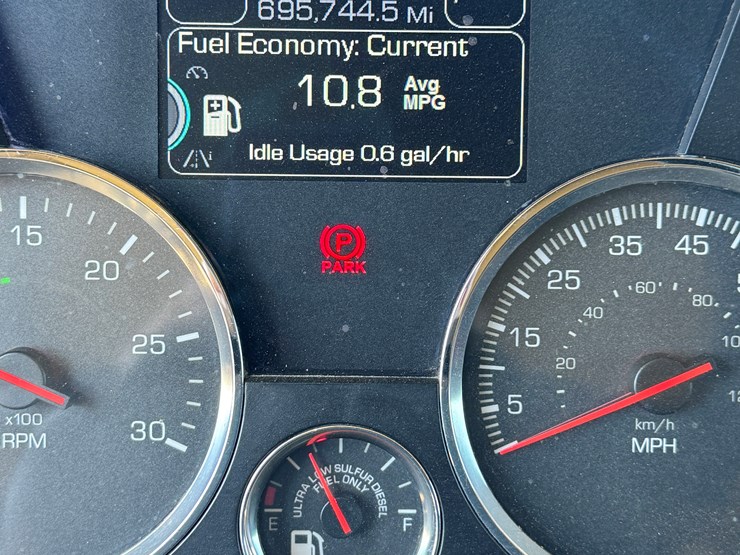 695,744.5 Mi
Fuel Economy: Current
10.8 Avg MPG
Idle Usage 0.6 gal/hr
P
PARK
15
20
25
30
x100
RPM
5
15
25
35
45
20
40
60
80
km/h
MPH
ULTRA LOW SULFUR DIESEL
FUEL ONLY
E
F